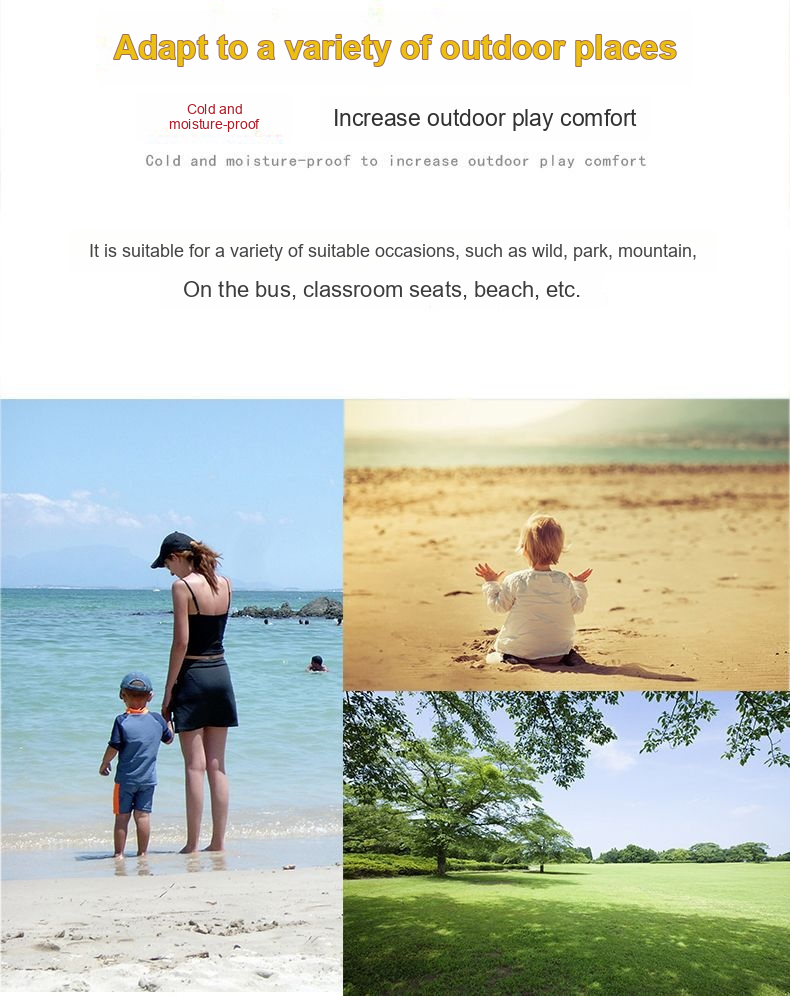 Adapt to a variety of outdoor places
Cold and
moisture-proof
Increase outdoor play comfort
Cold and moisture-proof to increase outdoor play comfort
It is suitable for a variety of suitable occasions, such as wild, park, mountain,
On the bus, classroom seats, beach, etc.